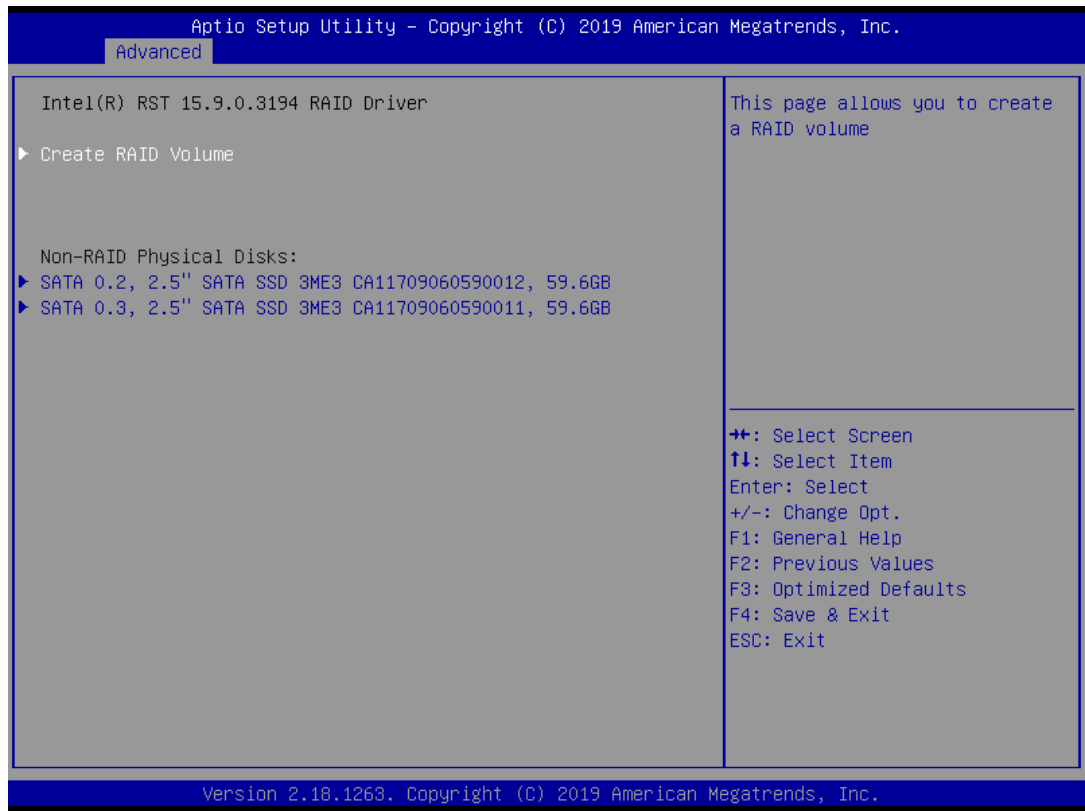 Aptio Setup Utility – Copyright (C) 2019 American Megatrends, Inc.
Advanced
Intel(R) RST 15.9.0.3194 RAID Driver
▶ Create RAID Volume
Non-RAID Physical Disks:
▶ SATA 0.2, 2.5" SATA SSD 3ME3 CA11709060590012, 59.6GB
▶ SATA 0.3, 2.5" SATA SSD 3ME3 CA11709060590011, 59.6GB
This page allows you to create
a RAID volume
→←: Select Screen
↑↓: Select Item
Enter: Select
+/-: Change Opt.
F1: General Help
F2: Previous Values
F3: Optimized Defaults
F4: Save & Exit
ESC: Exit
Version 2.18.1263. Copyright (C) 2019 American Megatrends, Inc.